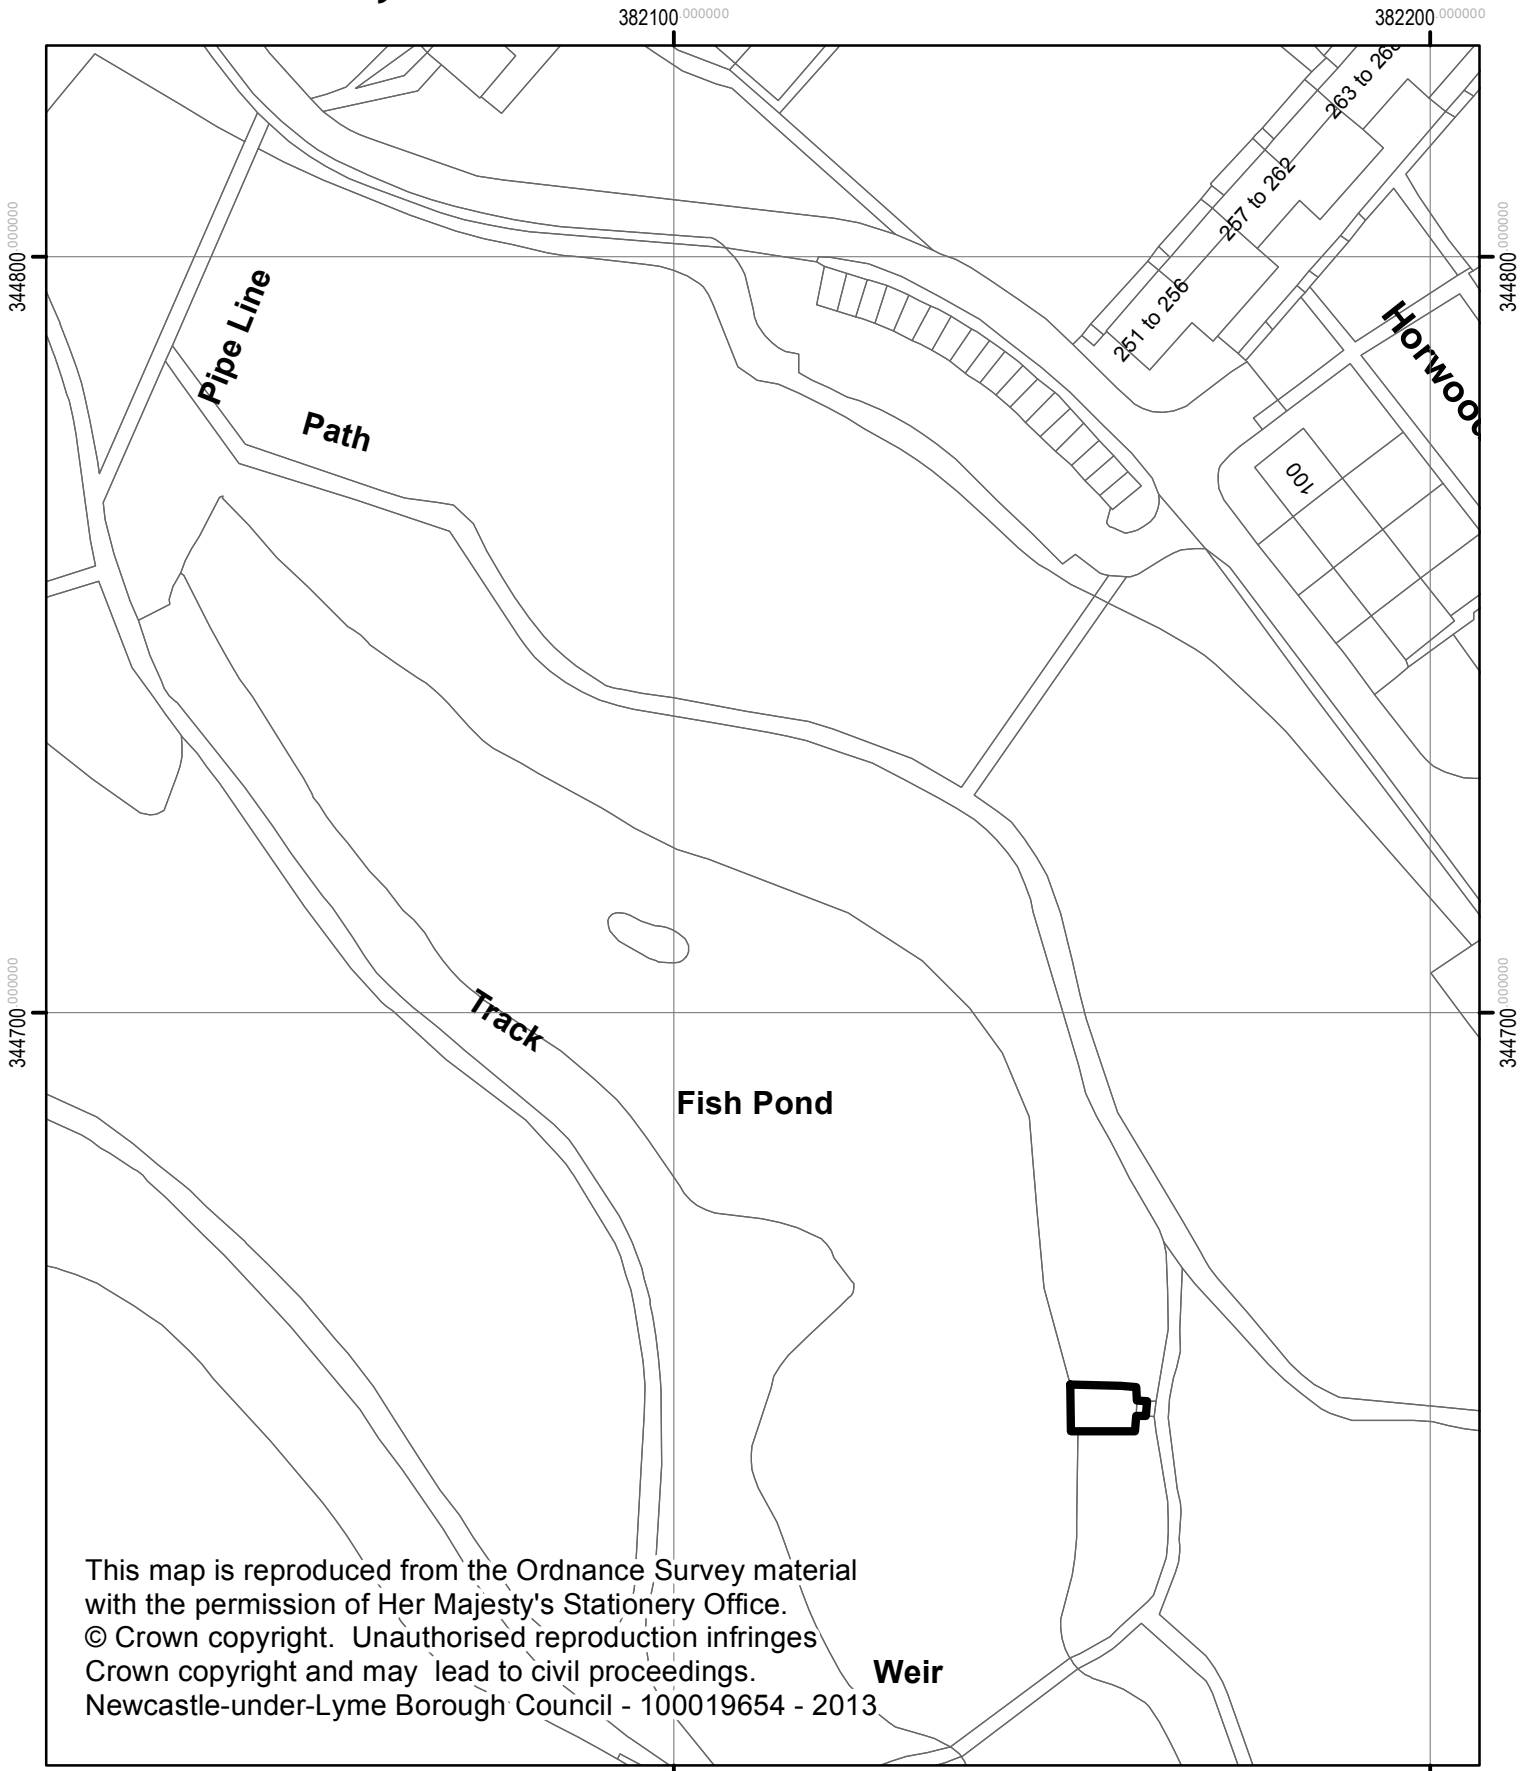 382100.000000
382200.000000
344800.000000
344800.000000
263 to 268
257 to 262
251 to 256
Pipe Line
Path
100
344700.000000
344700.000000
Track
Fish Pond
This map is reproduced from the Ordnance Survey material
with the permission of Her Majesty's Stationery Office.
© Crown copyright. Unauthorised reproduction infringes
Crown copyright and may lead to civil proceedings.
Newcastle-under-Lyme Borough Council - 100019654 - 2013
Weir